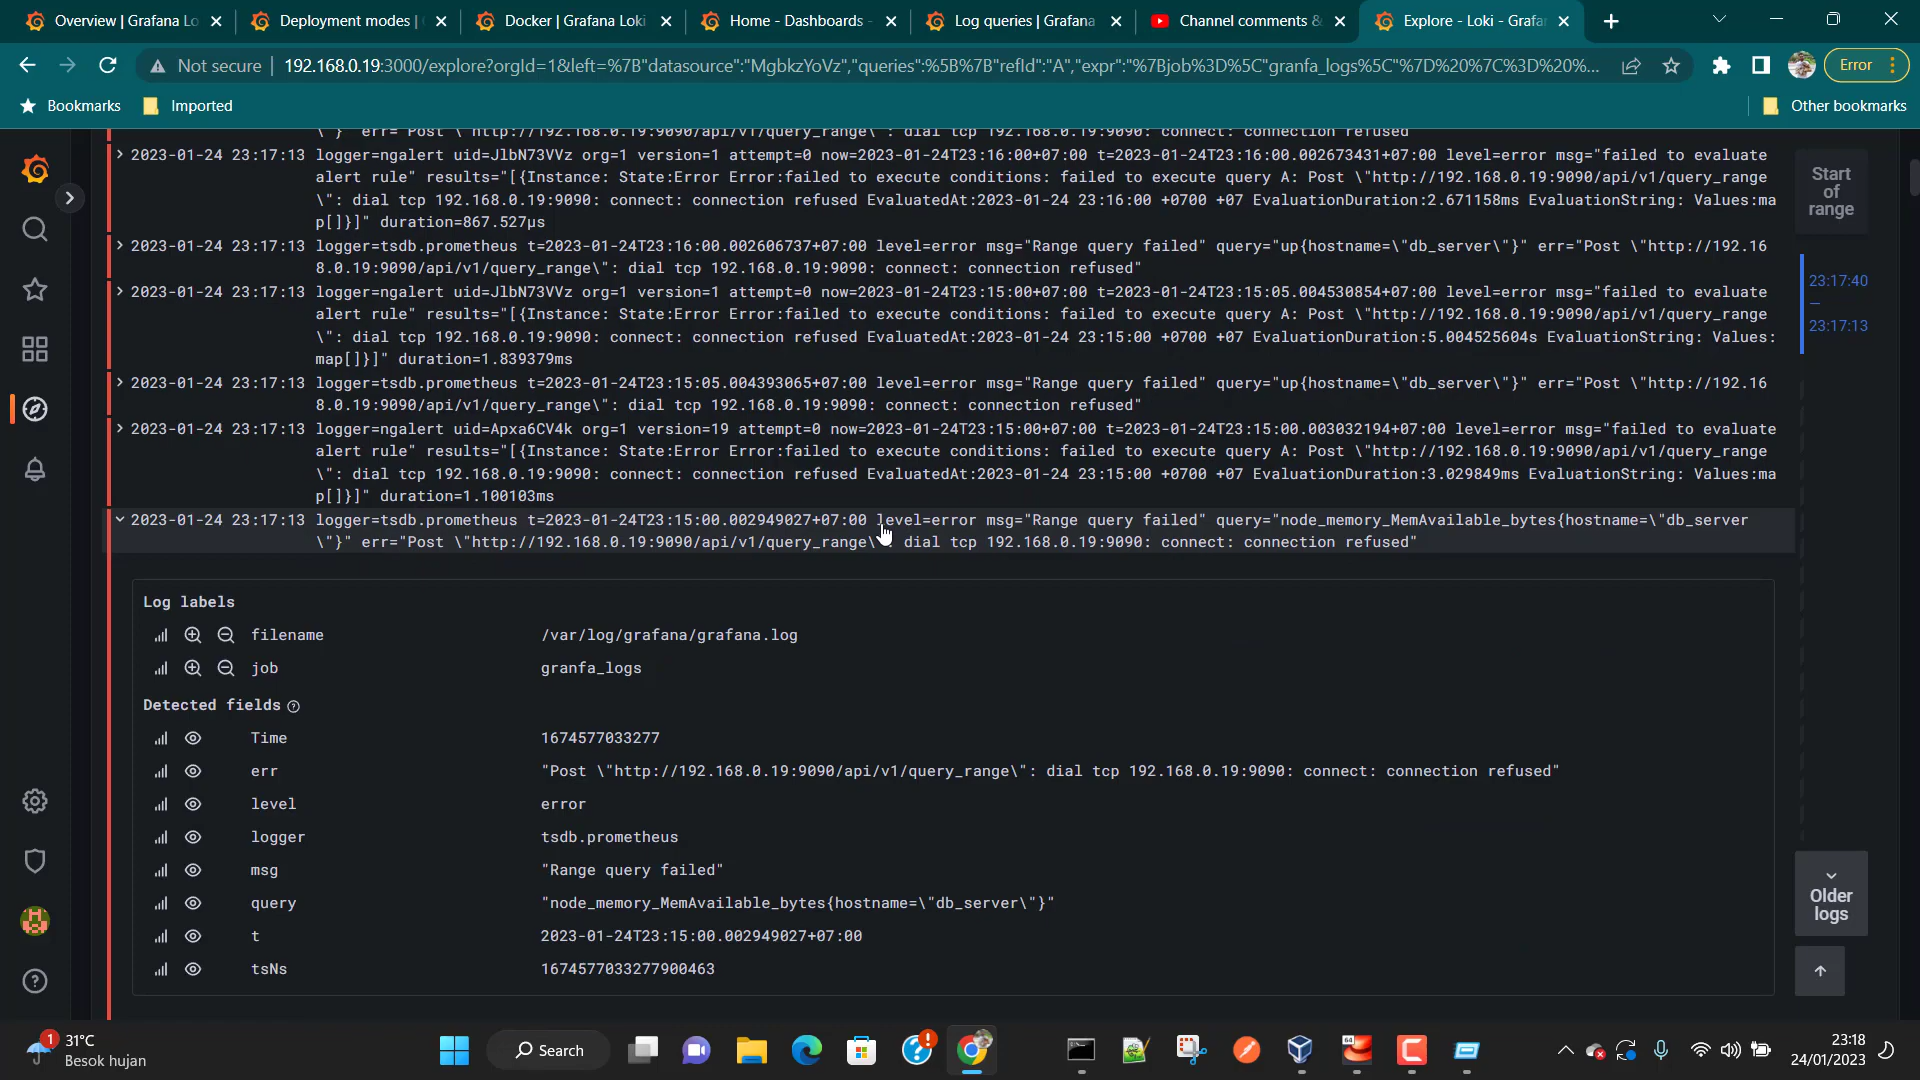 Overview | Grafana Lo
Deployment modes |
Docker | Grafana Loki
Home - Dashboards -
Log queries | Grafana
Channel comments &
Explore - Loki - Grafan
Not secure
192.168.0.19:3000/explore?orgId=1&left=%7B"datasource":"MgbkzYoVz","queries":%5B%7B"refId":"A","expr":"%7Bjob%3D%5C"granfa_logs%5C"%7D%20%7C%3D%20%...
Error
Bookmarks
Imported
Other bookmarks
\"}" err="Post \"http://192.168.0.19:9090/api/v1/query_range\": dial tcp 192.168.0.19:9090: connect: connection refused"
2023-01-24 23:17:13 logger=ngalert uid=JlbN73VVz org=1 version=1 attempt=0 now=2023-01-24T23:16:00+07:00 t=2023-01-24T23:16:00.002673431+07:00 level=error msg="failed to evaluate
alert rule" results="[{Instance: State:Error Error:failed to execute conditions: failed to execute query A: Post \"http://192.168.0.19:9090/api/v1/query_range
\": dial tcp 192.168.0.19:9090: connect: connection refused EvaluatedAt:2023-01-24 23:16:00 +0700 +07 EvaluationDuration:2.671158ms EvaluationString: Values:ma
p[]}]" duration=867.527µs
2023-01-24 23:17:13 logger=tsdb.prometheus t=2023-01-24T23:16:00.002606737+07:00 level=error msg="Range query failed" query="up{hostname=\"db_server\"}" err="Post \"http://192.16
8.0.19:9090/api/v1/query_range\": dial tcp 192.168.0.19:9090: connect: connection refused"
2023-01-24 23:17:13 logger=ngalert uid=JlbN73VVz org=1 version=1 attempt=0 now=2023-01-24T23:15:00+07:00 t=2023-01-24T23:15:05.004530854+07:00 level=error msg="failed to evaluate
alert rule" results="[{Instance: State:Error Error:failed to execute conditions: failed to execute query A: Post \"http://192.168.0.19:9090/api/v1/query_range
\": dial tcp 192.168.0.19:9090: connect: connection refused EvaluatedAt:2023-01-24 23:15:00 +0700 +07 EvaluationDuration:5.004525604s EvaluationString: Values:
map[]}]" duration=1.839379ms
2023-01-24 23:17:13 logger=tsdb.prometheus t=2023-01-24T23:15:05.004393065+07:00 level=error msg="Range query failed" query="up{hostname=\"db_server\"}" err="Post \"http://192.16
8.0.19:9090/api/v1/query_range\": dial tcp 192.168.0.19:9090: connect: connection refused"
2023-01-24 23:17:13 logger=ngalert uid=Apxa6CV4k org=1 version=19 attempt=0 now=2023-01-24T23:15:00+07:00 t=2023-01-24T23:15:00.003032194+07:00 level=error msg="failed to evaluate
alert rule" results="[{Instance: State:Error Error:failed to execute conditions: failed to execute query A: Post \"http://192.168.0.19:9090/api/v1/query_range
\": dial tcp 192.168.0.19:9090: connect: connection refused EvaluatedAt:2023-01-24 23:15:00 +0700 +07 EvaluationDuration:3.029849ms EvaluationString: Values:ma
p[]}]" duration=1.100103ms
2023-01-24 23:17:13 logger=tsdb.prometheus t=2023-01-24T23:15:00.002949027+07:00 level=error msg="Range query failed" query="node_memory_MemAvailable_bytes{hostname=\"db_server
\"}" err="Post \"http://192.168.0.19:9090/api/v1/query_range\": dial tcp 192.168.0.19:9090: connect: connection refused"
Start
of
range
23:17:40
—
23:17:13
Log labels
filename /var/log/grafana/grafana.log
job granfa_logs
Detected fields
Time 1674577033277
err "Post \"http://192.168.0.19:9090/api/v1/query_range\": dial tcp 192.168.0.19:9090: connect: connection refused"
level error
logger tsdb.prometheus
msg "Range query failed"
query "node_memory_MemAvailable_bytes{hostname=\"db_server\"}"
t 2023-01-24T23:15:00.002949027+07:00
tsNs 1674577033277900463
Older
logs
1
31°C
Besok hujan
Search
64
23:18
24/01/2023